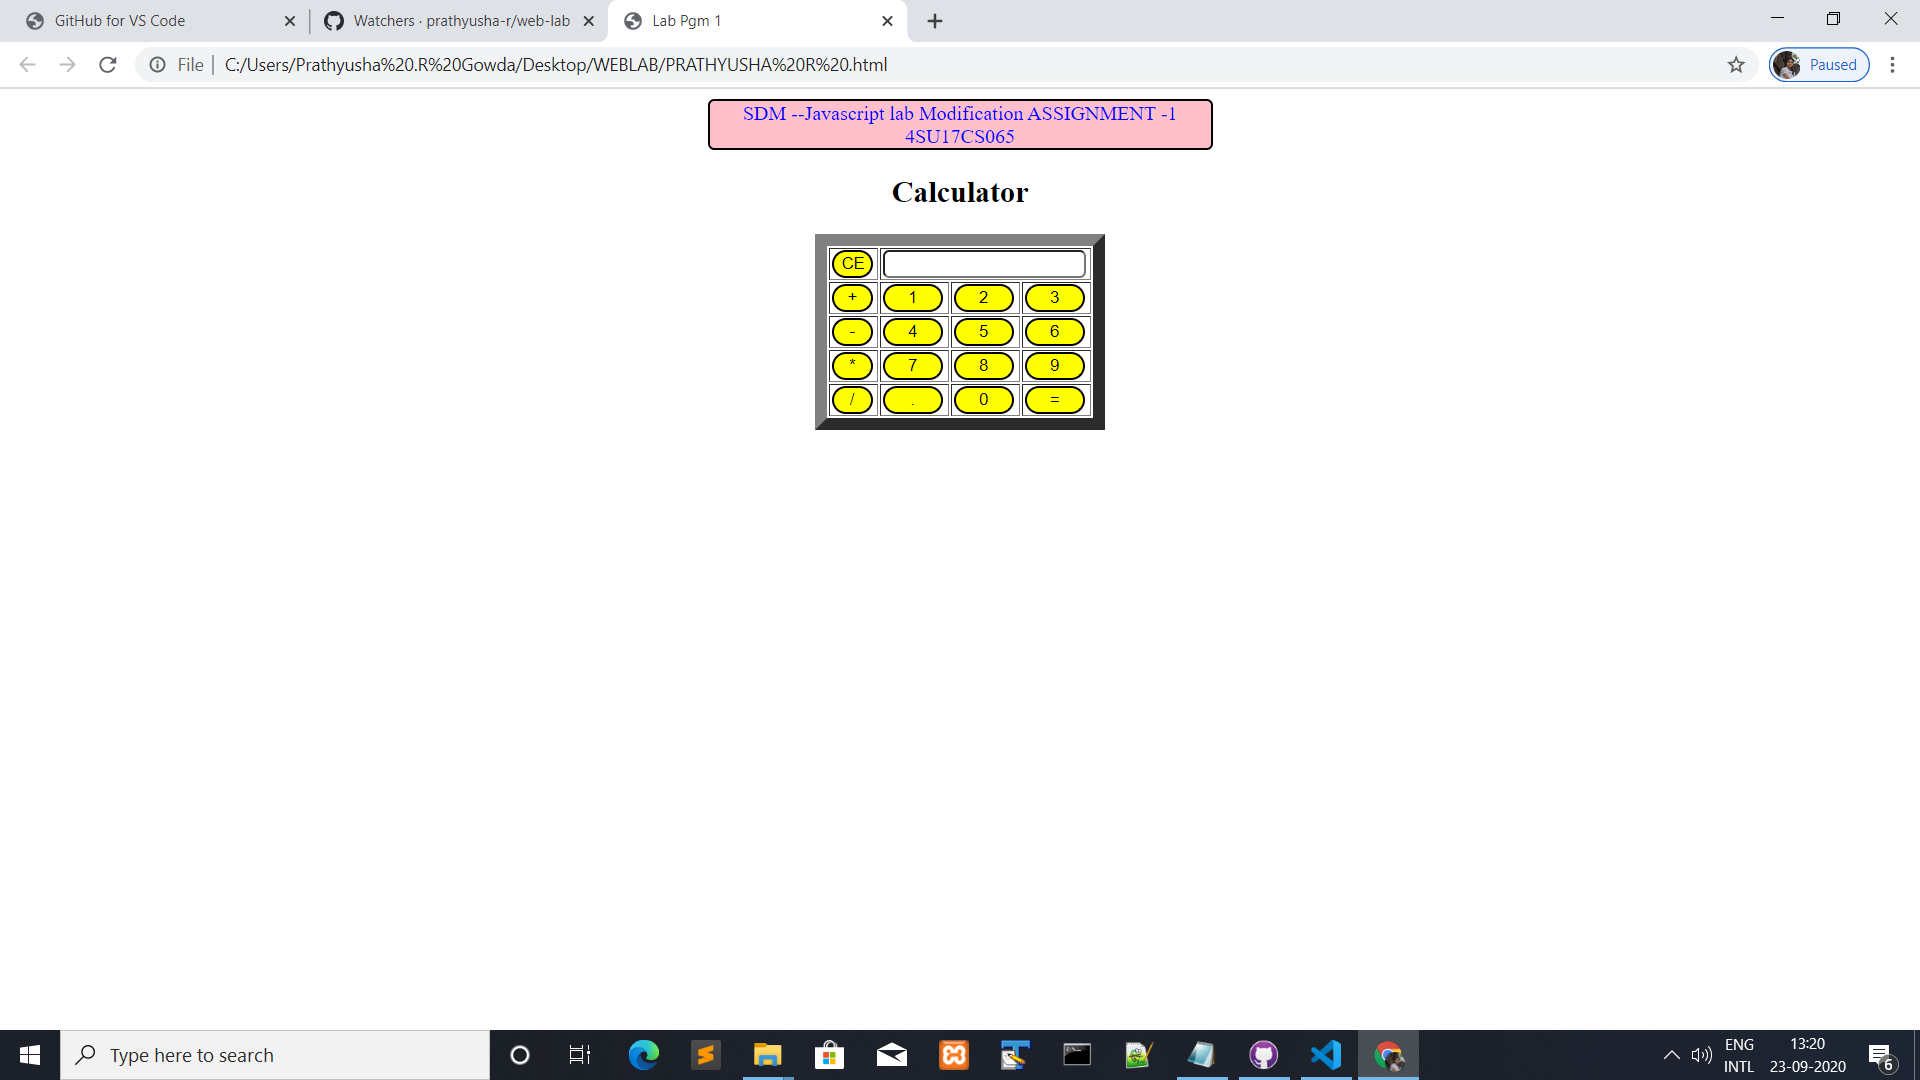 GitHub for VS Code
Watchers · prathyusha-r/web-lab
Lab Pgm 1
File
C:/Users/Prathyusha%20.R%20Gowda/Desktop/WEBLAB/PRATHYUSHA%20R%20.html
Paused
SDM --Javascript lab Modification ASSIGNMENT -1
4SU17CS065
Calculator
CE
+ 1 2 3
- 4 5 6
* 7 8 9
/ . 0 =
Type here to search
ENG
INTL
13:20
23-09-2020
6